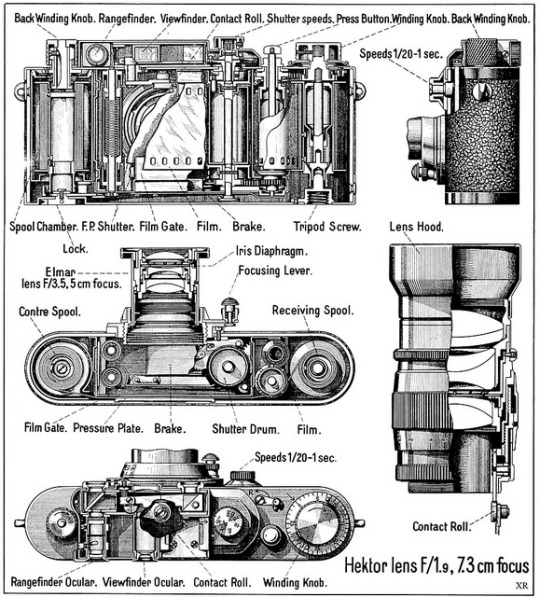 Back Winding Knob. Rangefinder. Viewfinder. Contact Roll. Shutter speeds. Press Button. Winding Knob. Back Winding Knob.
Speeds 1/20-1 sec.
Spool Chamber. F.P. Shutter. Film Gate. Film. Brake. Tripod Screw.
Lock.
Lens Hood.
Iris Diaphragm.
Elmar
lens F/3.5, 5 cm focus.
Focusing Lever.
Contre Spool.
Receiving Spool.
Film Gate. Pressure Plate. Brake. Shutter Drum. Film.
Speeds 1/20-1 sec.
Contact Roll.
Rangefinder Ocular. Viewfinder Ocular. Contact Roll. Winding Knob.
Hektor lens F/1.9, 7.3 cm focus
XR